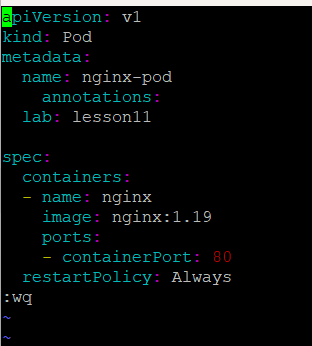 apiVersion: v1
kind: Pod
metadata:
  name: nginx-pod
    annotations:
  lab: lesson11

spec:
  containers:
  - name: nginx
    image: nginx:1.19
    ports:
    - containerPort: 80
  restartPolicy: Always
:wq
~
~